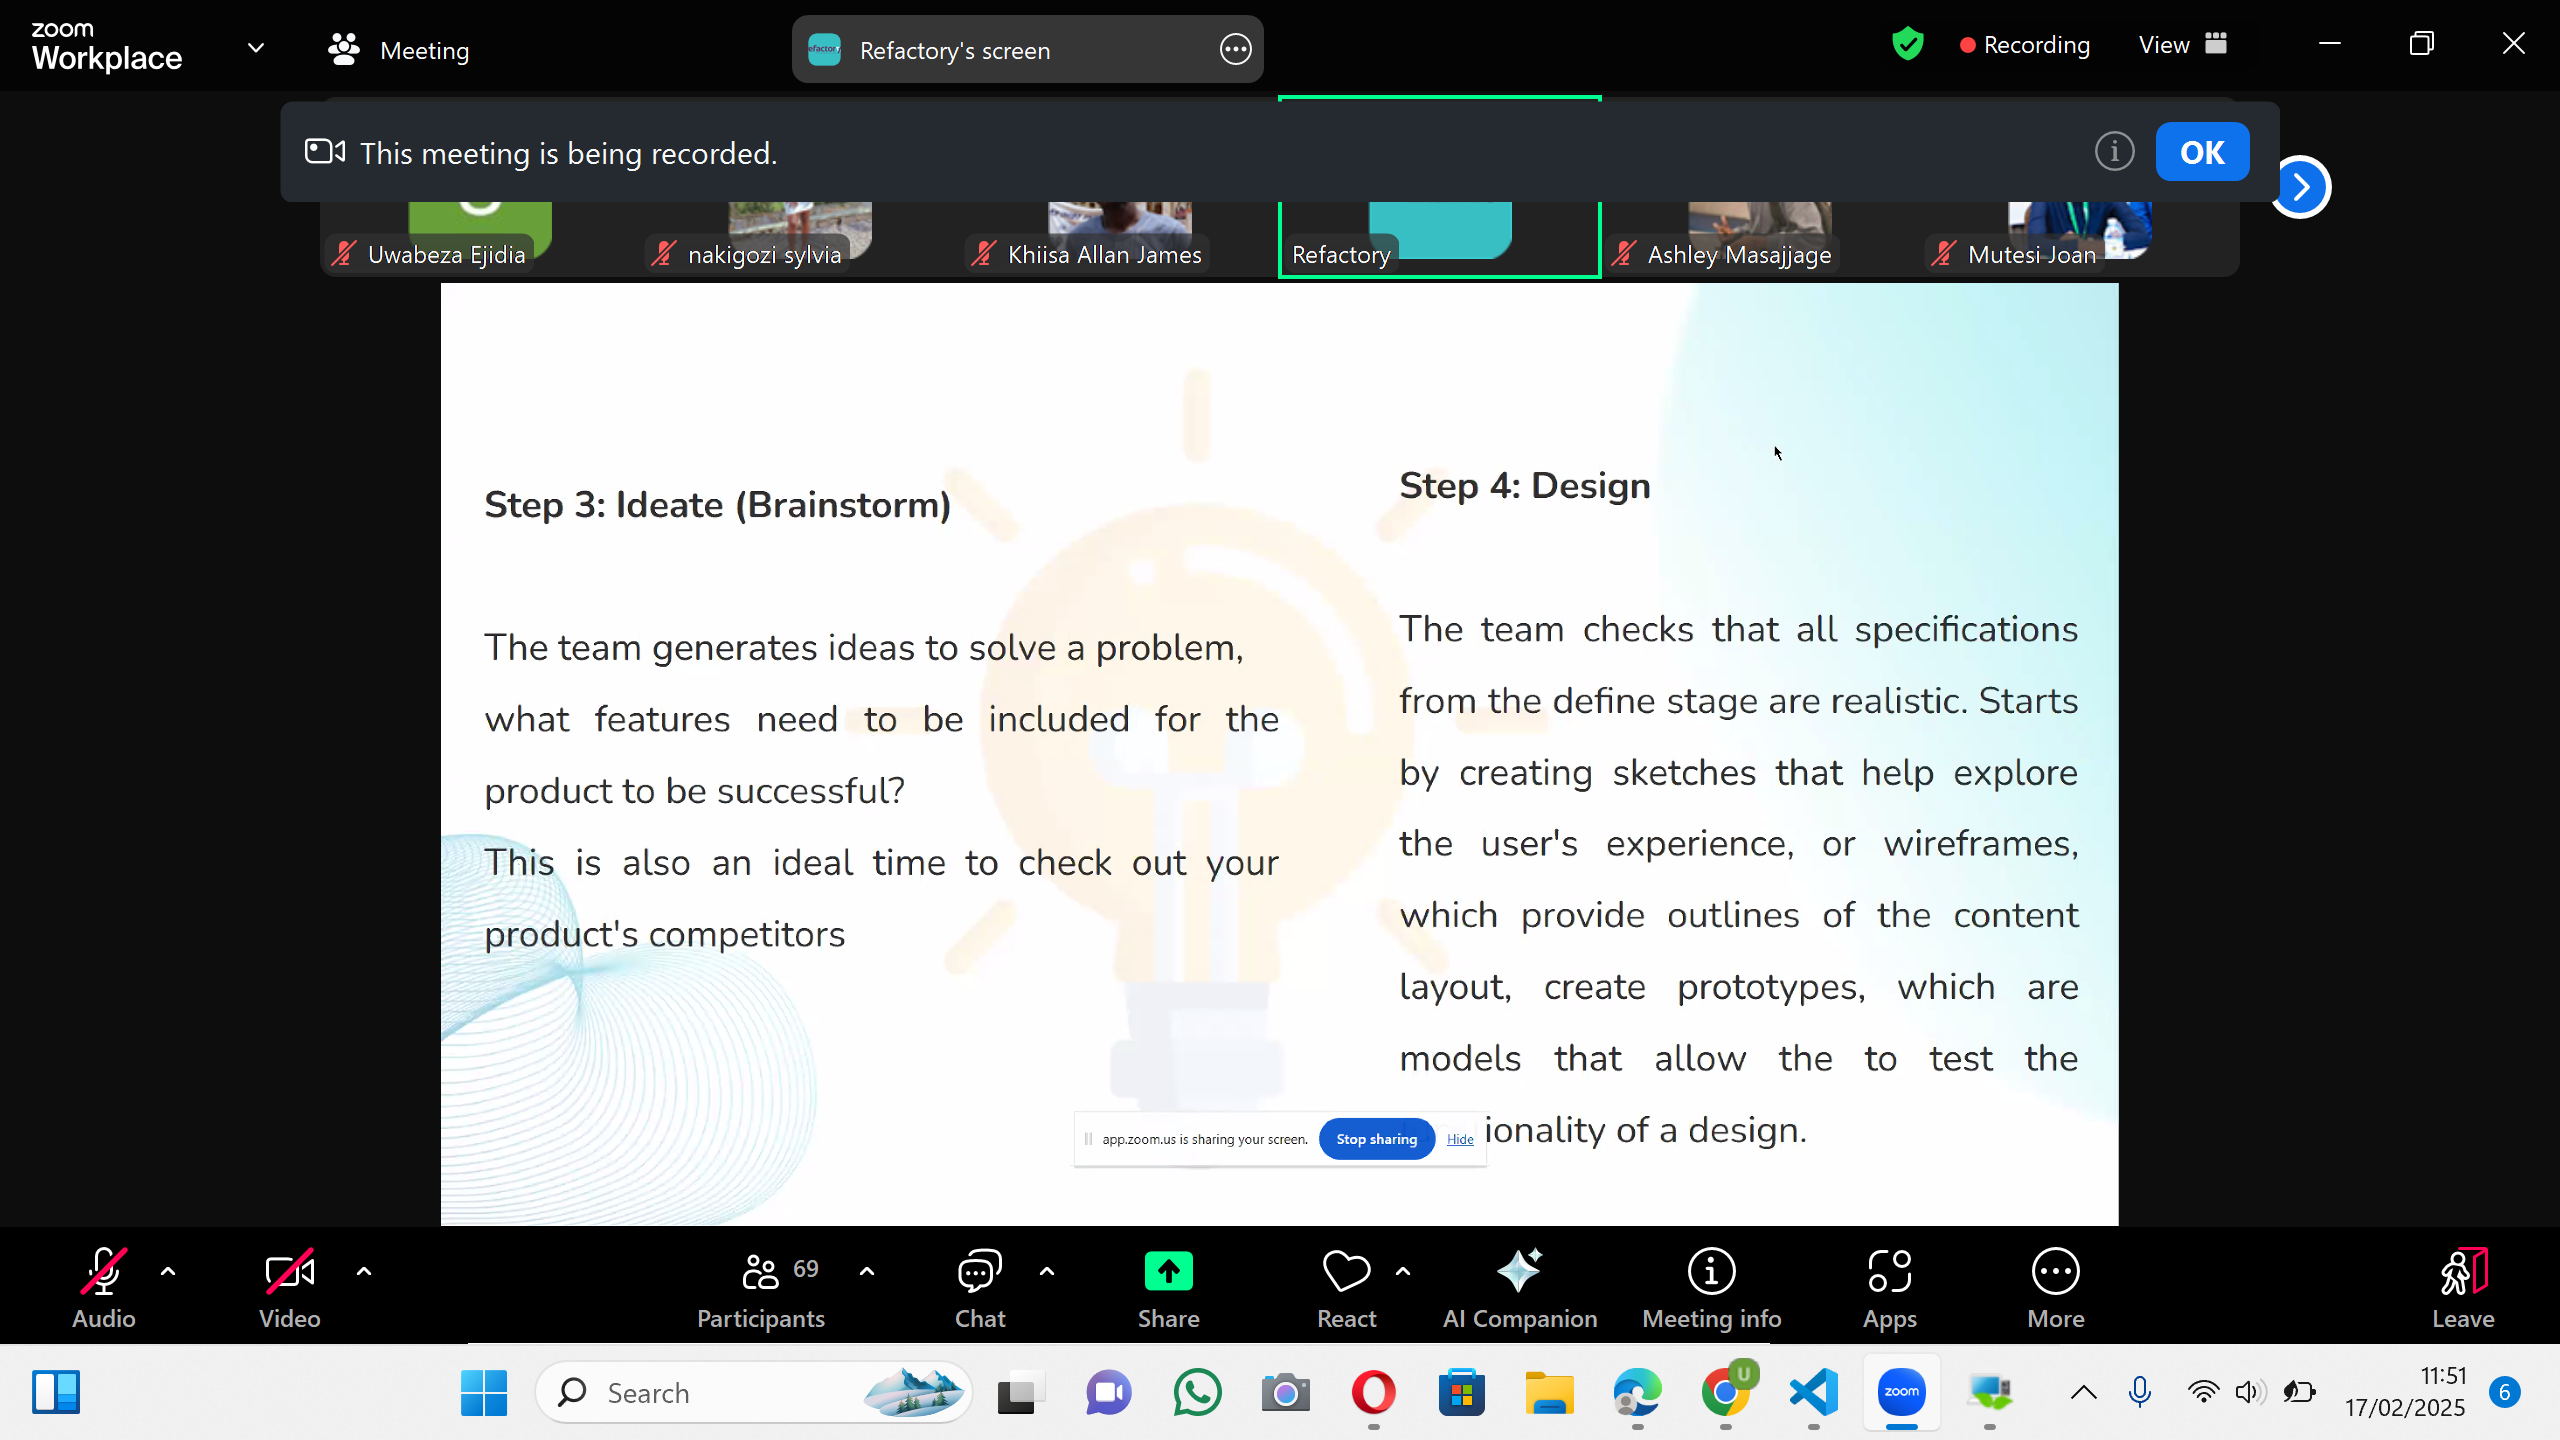 zoom
Workplace
Meeting
Refactory's screen
Recording
View
This meeting is being recorded.
OK
Uwabeza Ejidia
nakigozi sylvia
Khiisa Allan James
Refactory
Ashley Masajjage
Mutesi Joan
Step 3: Ideate (Brainstorm)
The team generates ideas to solve a problem,
what features need to be included for the
product to be successful?
This is also an ideal time to check out your
product's competitors
Step 4: Design
The team checks that all specifications
from the define stage are realistic. Starts
by creating sketches that help explore
the user's experience, or wireframes,
which provide outlines of the content
layout, create prototypes, which are
models that allow the to test the
ionality of a design.
app.zoom.us is sharing your screen.
Stop sharing
Hide
Audio
Video
69
Participants
Chat
Share
React
AI Companion
Meeting info
Apps
More
Leave
Search
U
zoom
11:51
17/02/2025
6